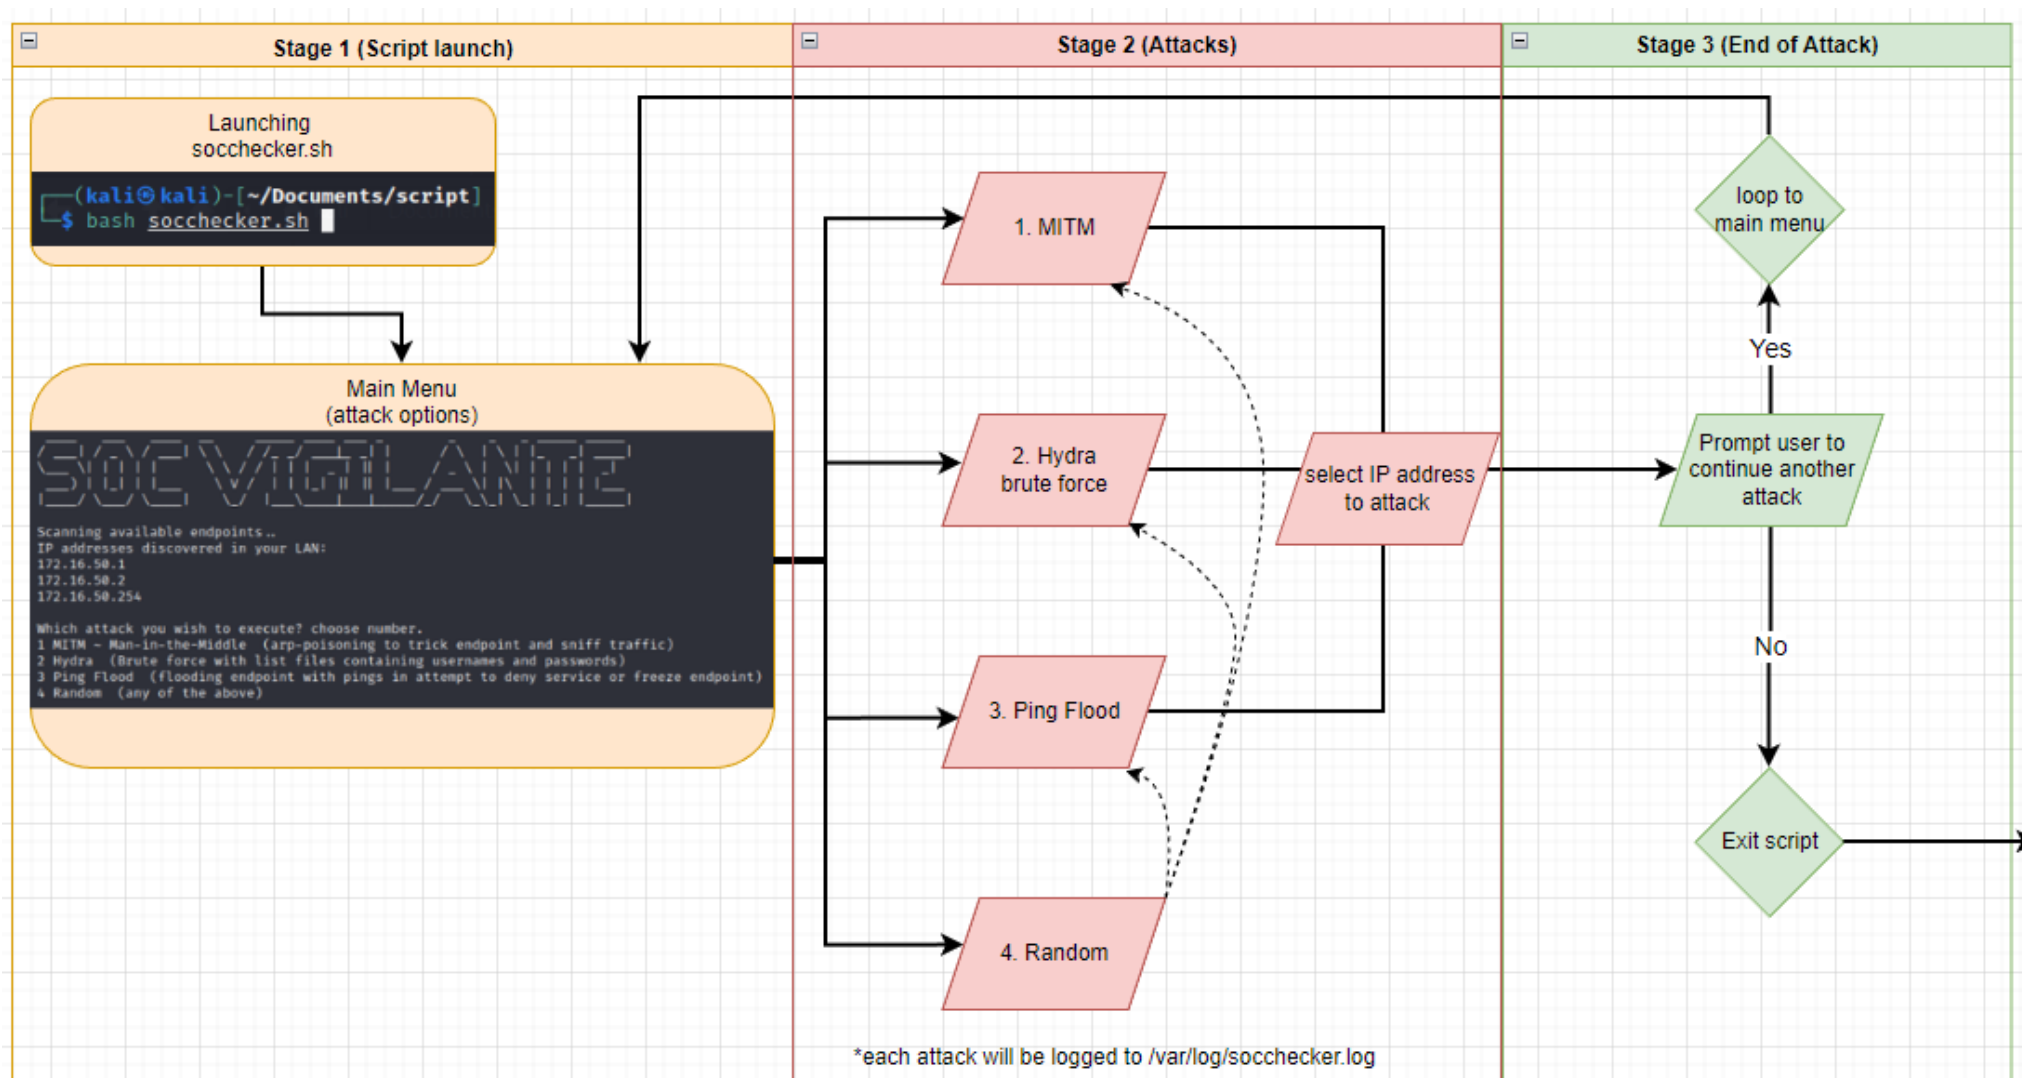 Stage 1 (Script launch)
Launching
socchecker.sh
(kali㉿kali)-[~/Documents/script]
$ bash socchecker.sh
Main Menu
(attack options)
SOC VIGILANTE
Scanning available endpoints..
IP addresses discovered in your LAN:
172.16.50.1
172.16.50.2
172.16.50.254
Which attack you wish to execute? choose number.
1 MITM - Man-in-the-Middle (arp-poisoning to trick endpoint and sniff traffic)
2 Hydra (Brute force with list files containing usernames and passwords)
3 Ping Flood (flooding endpoint with pings in attempt to deny service or freeze endpoint)
4 Random (any of the above)
Stage 2 (Attacks)
1. MITM
2. Hydra
brute force
3. Ping Flood
4. Random
select IP address
to attack
*each attack will be logged to /var/log/socchecker.log
Stage 3 (End of Attack)
loop to
main menu
Yes
Prompt user to
continue another
attack
No
Exit script